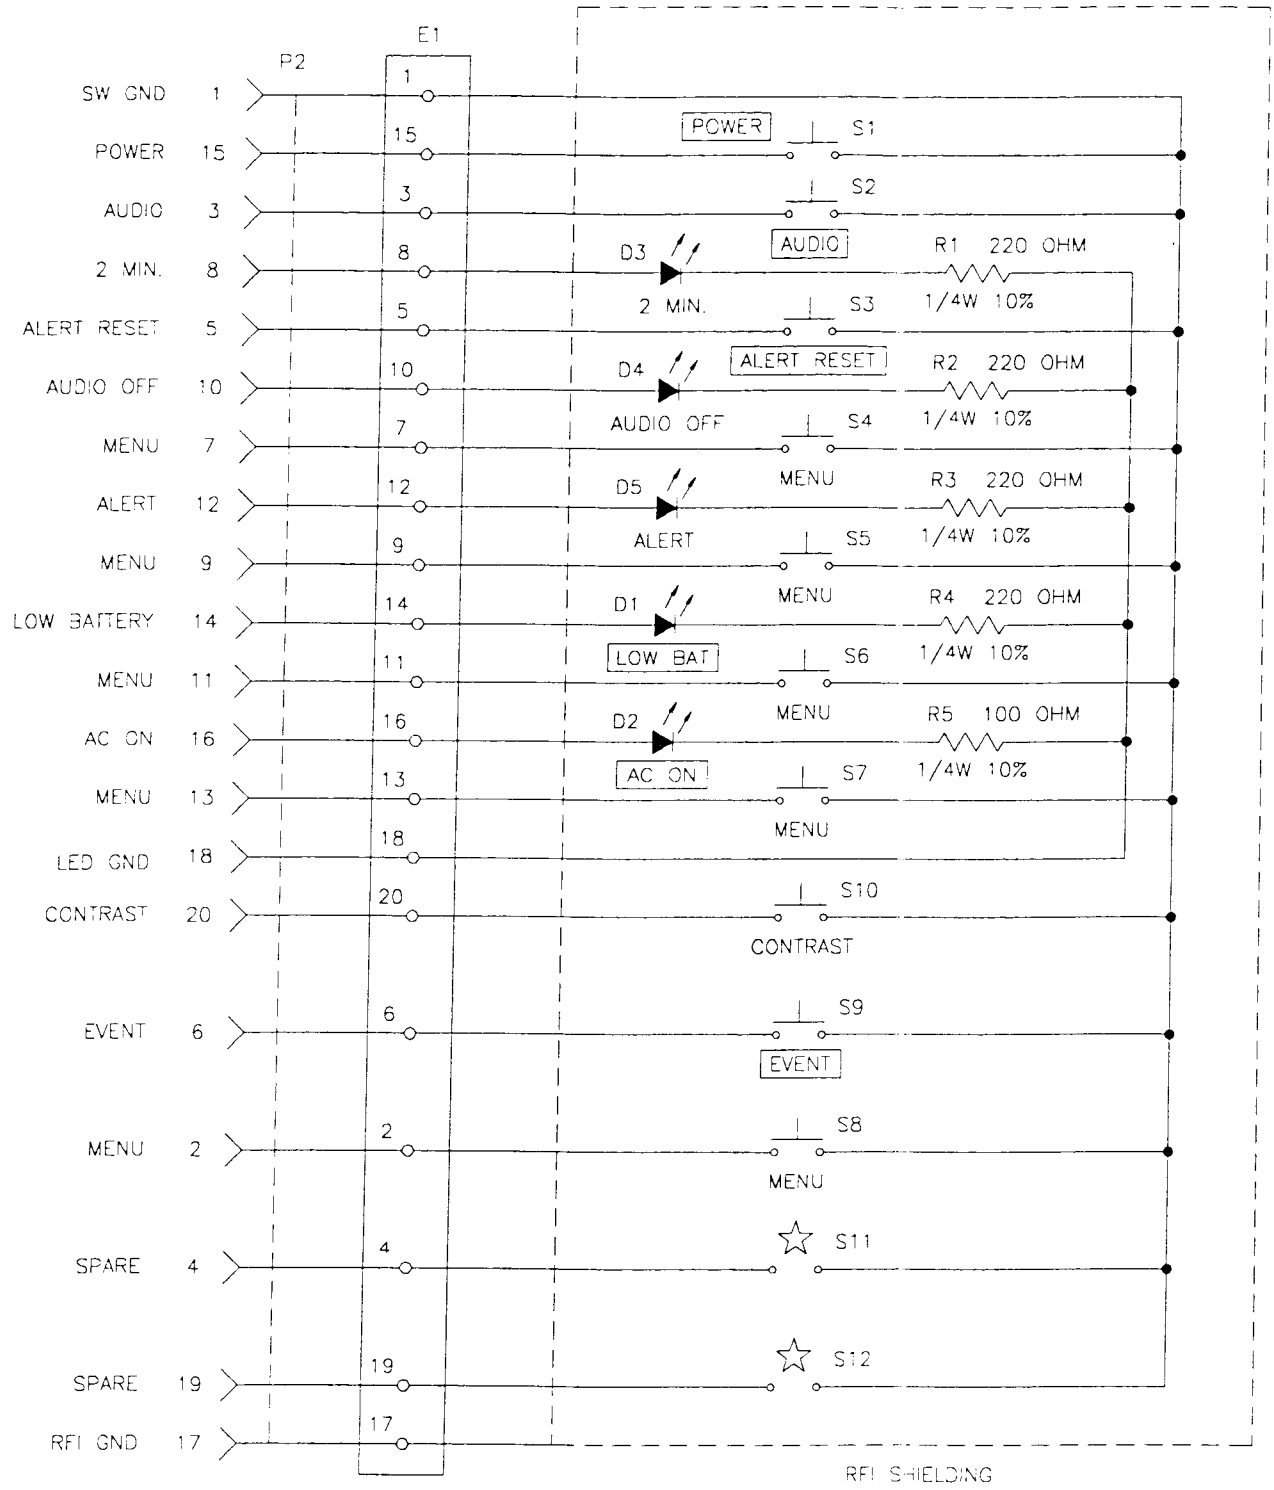 E1
P2
SW GND 1 1
POWER S1
POWER 15 15
S2
AUDIO 3 3
AUDIO
D3 R1 220 OHM
2 MIN. 8 8
2 MIN. S3 1/4W 10%
ALERT RESET 5 5
ALERT RESET
D4 R2 220 OHM
AUDIO OFF 10 10
AUDIO OFF S4 1/4W 10%
MENU 7 7
MENU
D5 R3 220 OHM
ALERT 12 12
ALERT S5 1/4W 10%
MENU 9 9
MENU
D1 R4 220 OHM
LOW BATTERY 14 14
LOW BAT S6 1/4W 10%
MENU 11 11
MENU
D2 R5 100 OHM
AC ON 16 16
AC ON S7 1/4W 10%
MENU 13 13
MENU
LED GND 18 18
S10
CONTRAST 20 20
CONTRAST
S9
EVENT 6 6
EVENT
S8
MENU 2 2
MENU
S11
SPARE 4 4
S12
SPARE 19 19
RFI GND 17 17
RFI SHIELDING